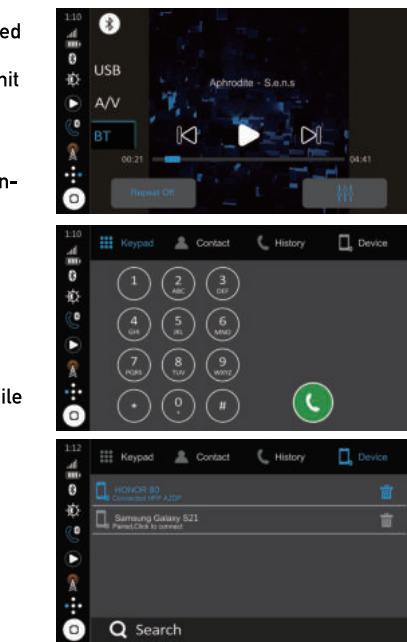 ed
nit
n-
ile
1:10
USB
Aphrodite - S.e.n.s
A/V
BT
00:21
04:41
Repeat Off
1:10
Keypad Contact History Device
1 2 3
ABC DEF
4 5 6
GHI JKL MNO
7 8 9
PQRS TUV WXYZ
* 0 #
+
1:12
Keypad Contact History Device
HONOR 80
Connected HFP A2DP
Samsung Galaxy S21
Paired,Click to connect
Search